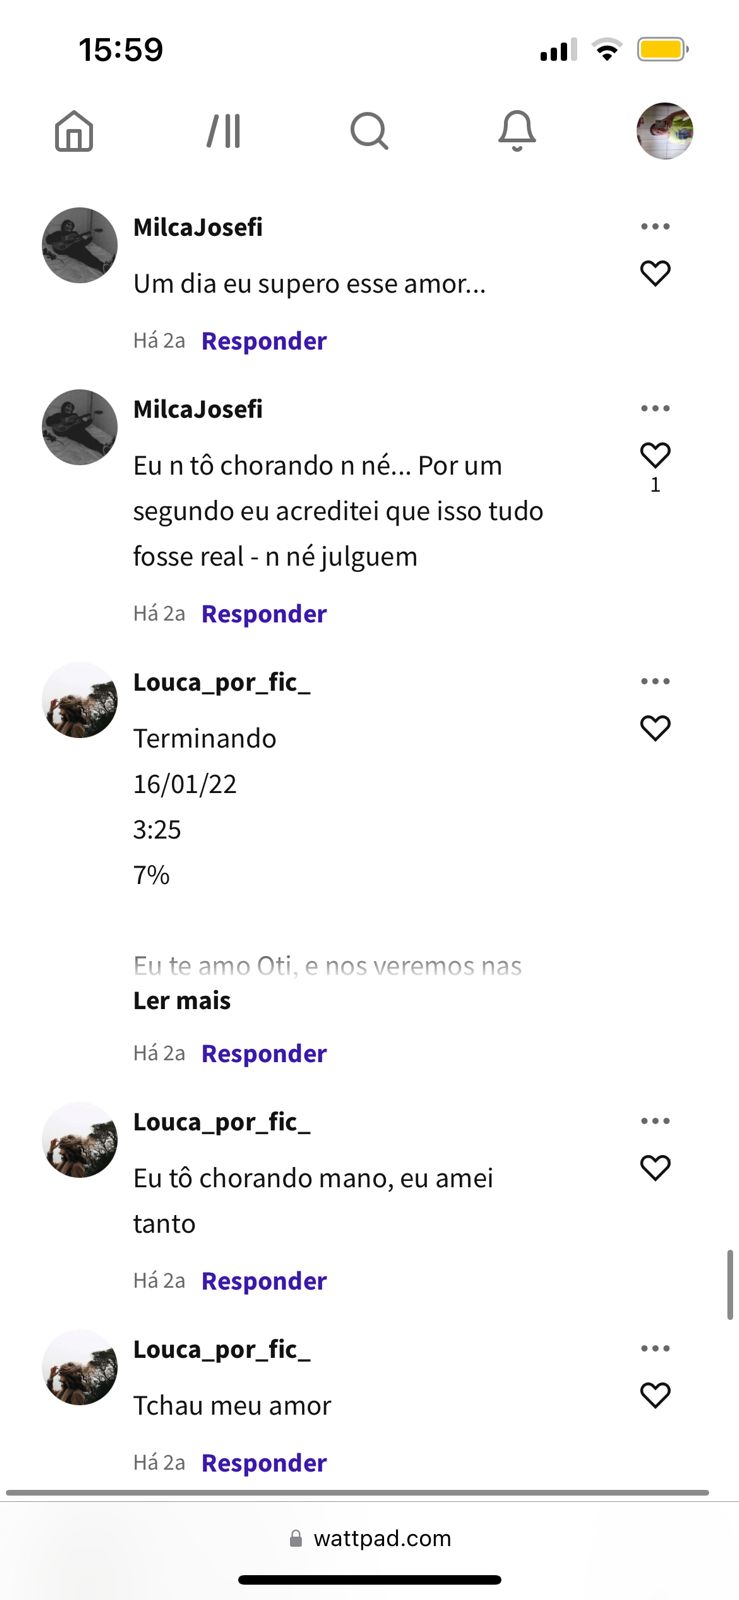 15:59
MilcaJosefi
Um dia eu supero esse amor...
Há 2a Responder
MilcaJosefi
Eu n tô chorando n né... Por um
segundo eu acreditei que isso tudo
fosse real - n né julguem
1
Há 2a Responder
Louca_por_fic_
Terminando
16/01/22
3:25
7%
Eu te amo Oti, e nos veremos nas
Ler mais
Há 2a Responder
Louca_por_fic_
Eu tô chorando mano, eu amei
tanto
Há 2a Responder
Louca_por_fic_
Tchau meu amor
Há 2a Responder
wattpad.com